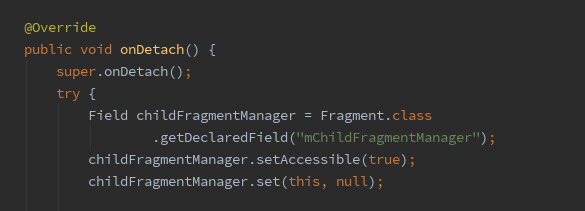 @Override
public void onDetach() {
super.onDetach();
try {
Field childFragmentManager = Fragment.class
.getDeclaredField("mChildFragmentManager");
childFragmentManager.setAccessible(true);
childFragmentManager.set(this, null);